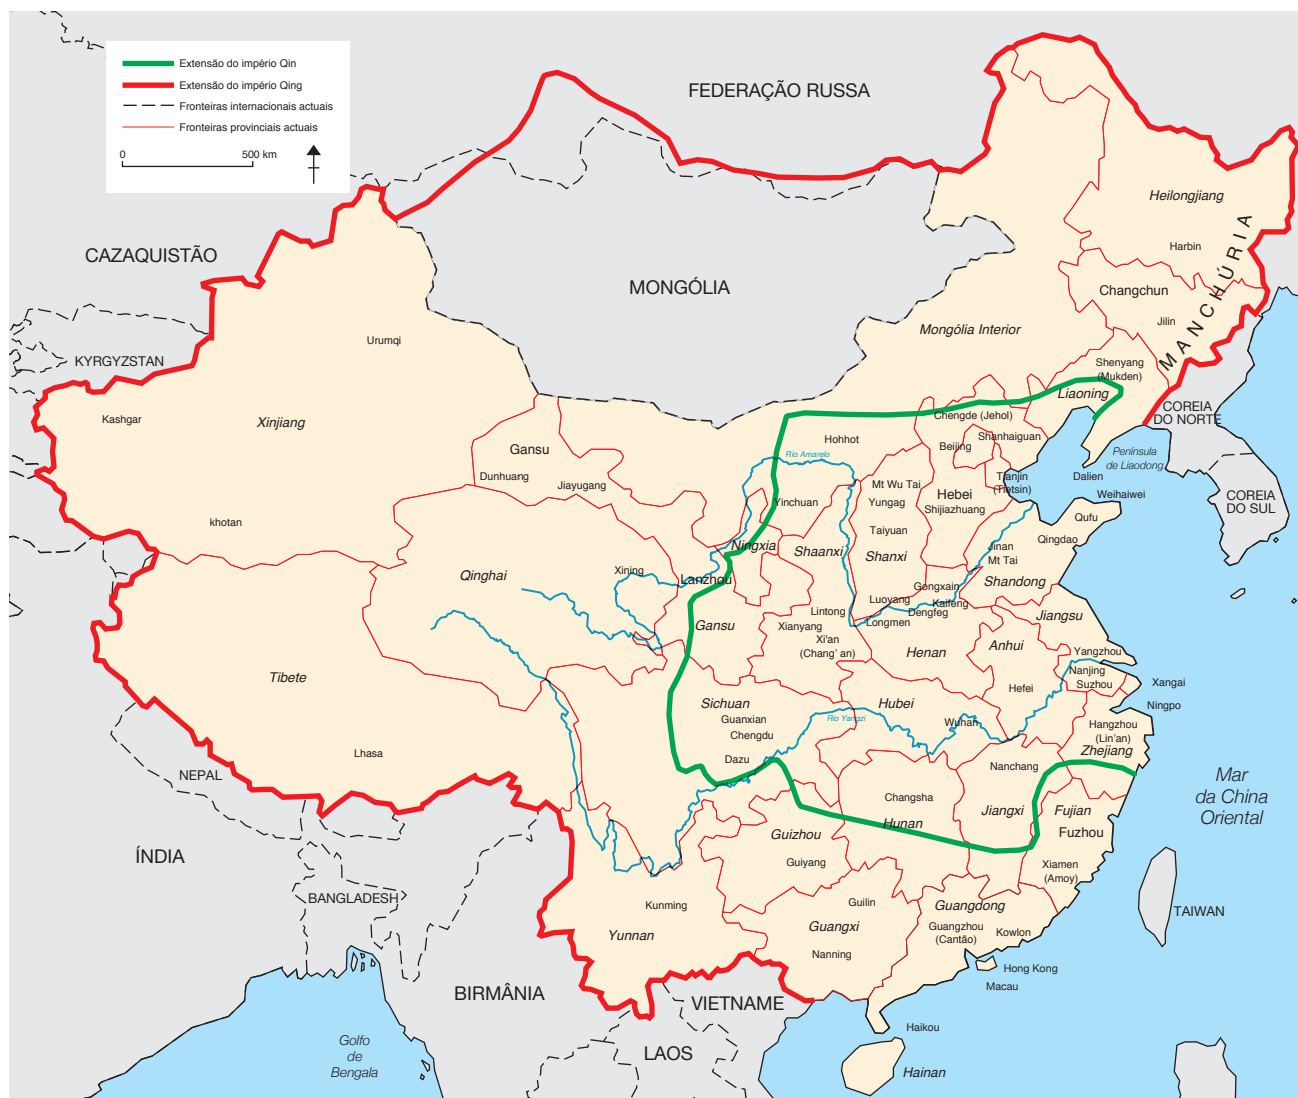 Extensão do império Qin
Extensão do império Qing
Fronteiras internacionais actuais
Fronteiras provinciais actuais
0 500 km
FEDERAÇÃO RUSSA
CAZAQUISTÃO
MONGÓLIA
KYRGYZSTAN
Heilongjiang
Harbin
MANCHÚRIA
Changchun
Jilin
Mongólia Interior
Urumqi
Shenyang
(Mukden)
Liaoning
COREIA
DO NORTE
Kashgar
Xinjiang
Chengde (Jehol)
Shanhaiguan
Beijing
Hohhot
Rio Amarelo
Gansu
Dunhuang
Jiayugang
Península
de Liaodong
Tianjin
(Tietsin)
Dalien
Weihaiwei
COREIA
DO SUL
Mt Wu Tai
Yungag
Hebei
Shijiazhuang
Yinchuan
khotan
Taiyuan
Qufu
Qingdao
Ningxia
Shaanxi
Shanxi
Jinan
Mt Tai
Shandong
Qinghai
Xining
Lanzhou
Gongxain
Luoyang
Kaifeng
Dengfeg
Longmen
Lintong
Xianyang
Xi'an
(Chang' an)
Gansu
Jiangsu
Henan
Anhui
Yangzhou
Nanjing
Suzhou
Xangai
Ningpo
Hefei
Tibete
Sichuan
Guanxian
Chengdu
Hubei
Rio Yangzi
Wuhan
Hangzhou
(Lin'an)
Zhejiang
Dazu
Lhasa
Nanchang
NEPAL
Changsha
Hunan
Jiangxi
Fujian
Fuzhou
Mar
da China
Oriental
Guizhou
Guiyang
Xiamen
(Amoy)
ÍNDIA
BANGLADESH
Kunming
Yunnan
Guilin
Guangxi
Nanning
Guangdong
Guangzhou
(Cantão)
Kowlon
TAIWAN
Hong Kong
Macau
BIRMÂNIA
VIETNAME
LAOS
Golfo
de
Bengala
Haikou
Hainan